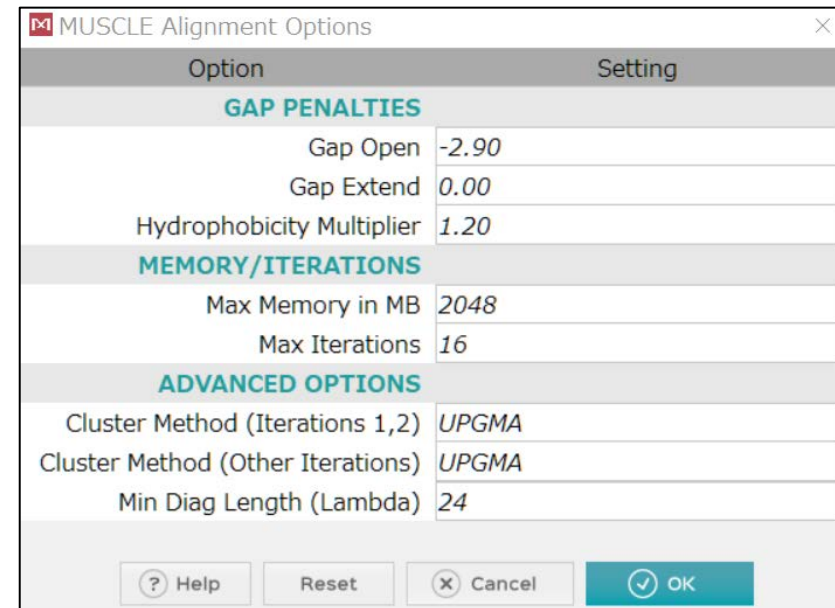 MUSCLE Alignment Options
Option Setting
GAP PENALTIES
Gap Open -2.90
Gap Extend 0.00
Hydrophobicity Multiplier 1.20
MEMORY/ITERATIONS
Max Memory in MB 2048
Max Iterations 16
ADVANCED OPTIONS
Cluster Method (Iterations 1,2) UPGMA
Cluster Method (Other Iterations) UPGMA
Min Diag Length (Lambda) 24
? Help Reset Cancel OK